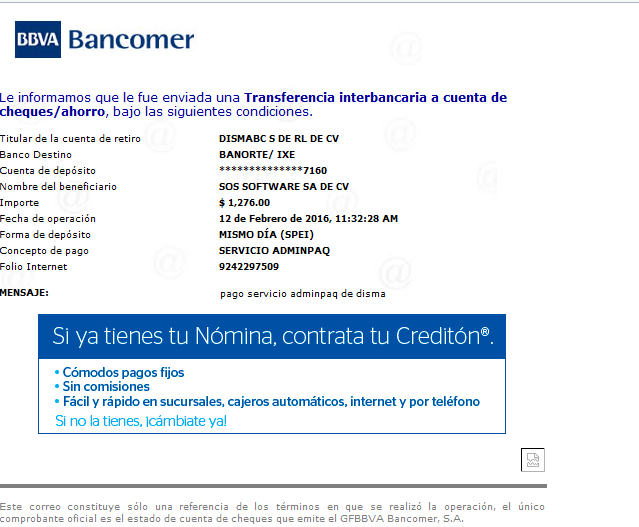 BBVA Bancomer
Le informamos que le fue enviada una Transferencia interbancaria a cuenta de
cheques/ahorro, bajo las siguientes condiciones.
Titular de la cuenta de retiro DISMABC S DE RL DE CV
Banco Destino BANORTE/ IXE
Cuenta de depósito **************7160
Nombre del beneficiario SOS SOFTWARE SA DE CV
Importe $ 1,276.00
Fecha de operación 12 de Febrero de 2016, 11:32:28 AM
Forma de depósito MISMO DÍA (SPEI)
Concepto de pago SERVICIO ADMINPAQ
Folio Internet 9242297509
MENSAJE: pago servicio adminpaq de disma
Si ya tienes tu Nómina, contrata tu Creditón®.
• Cómodos pagos fijos
• Sin comisiones
• Fácil y rápido en sucursales, cajeros automáticos, internet y por teléfono
Si no la tienes, ¡cámbiate ya!
Este correo constituye sólo una referencia de los términos en que se realizó la operación, el único
comprobante oficial es el estado de cuenta de cheques que emite el GFBBVA Bancomer, S.A.